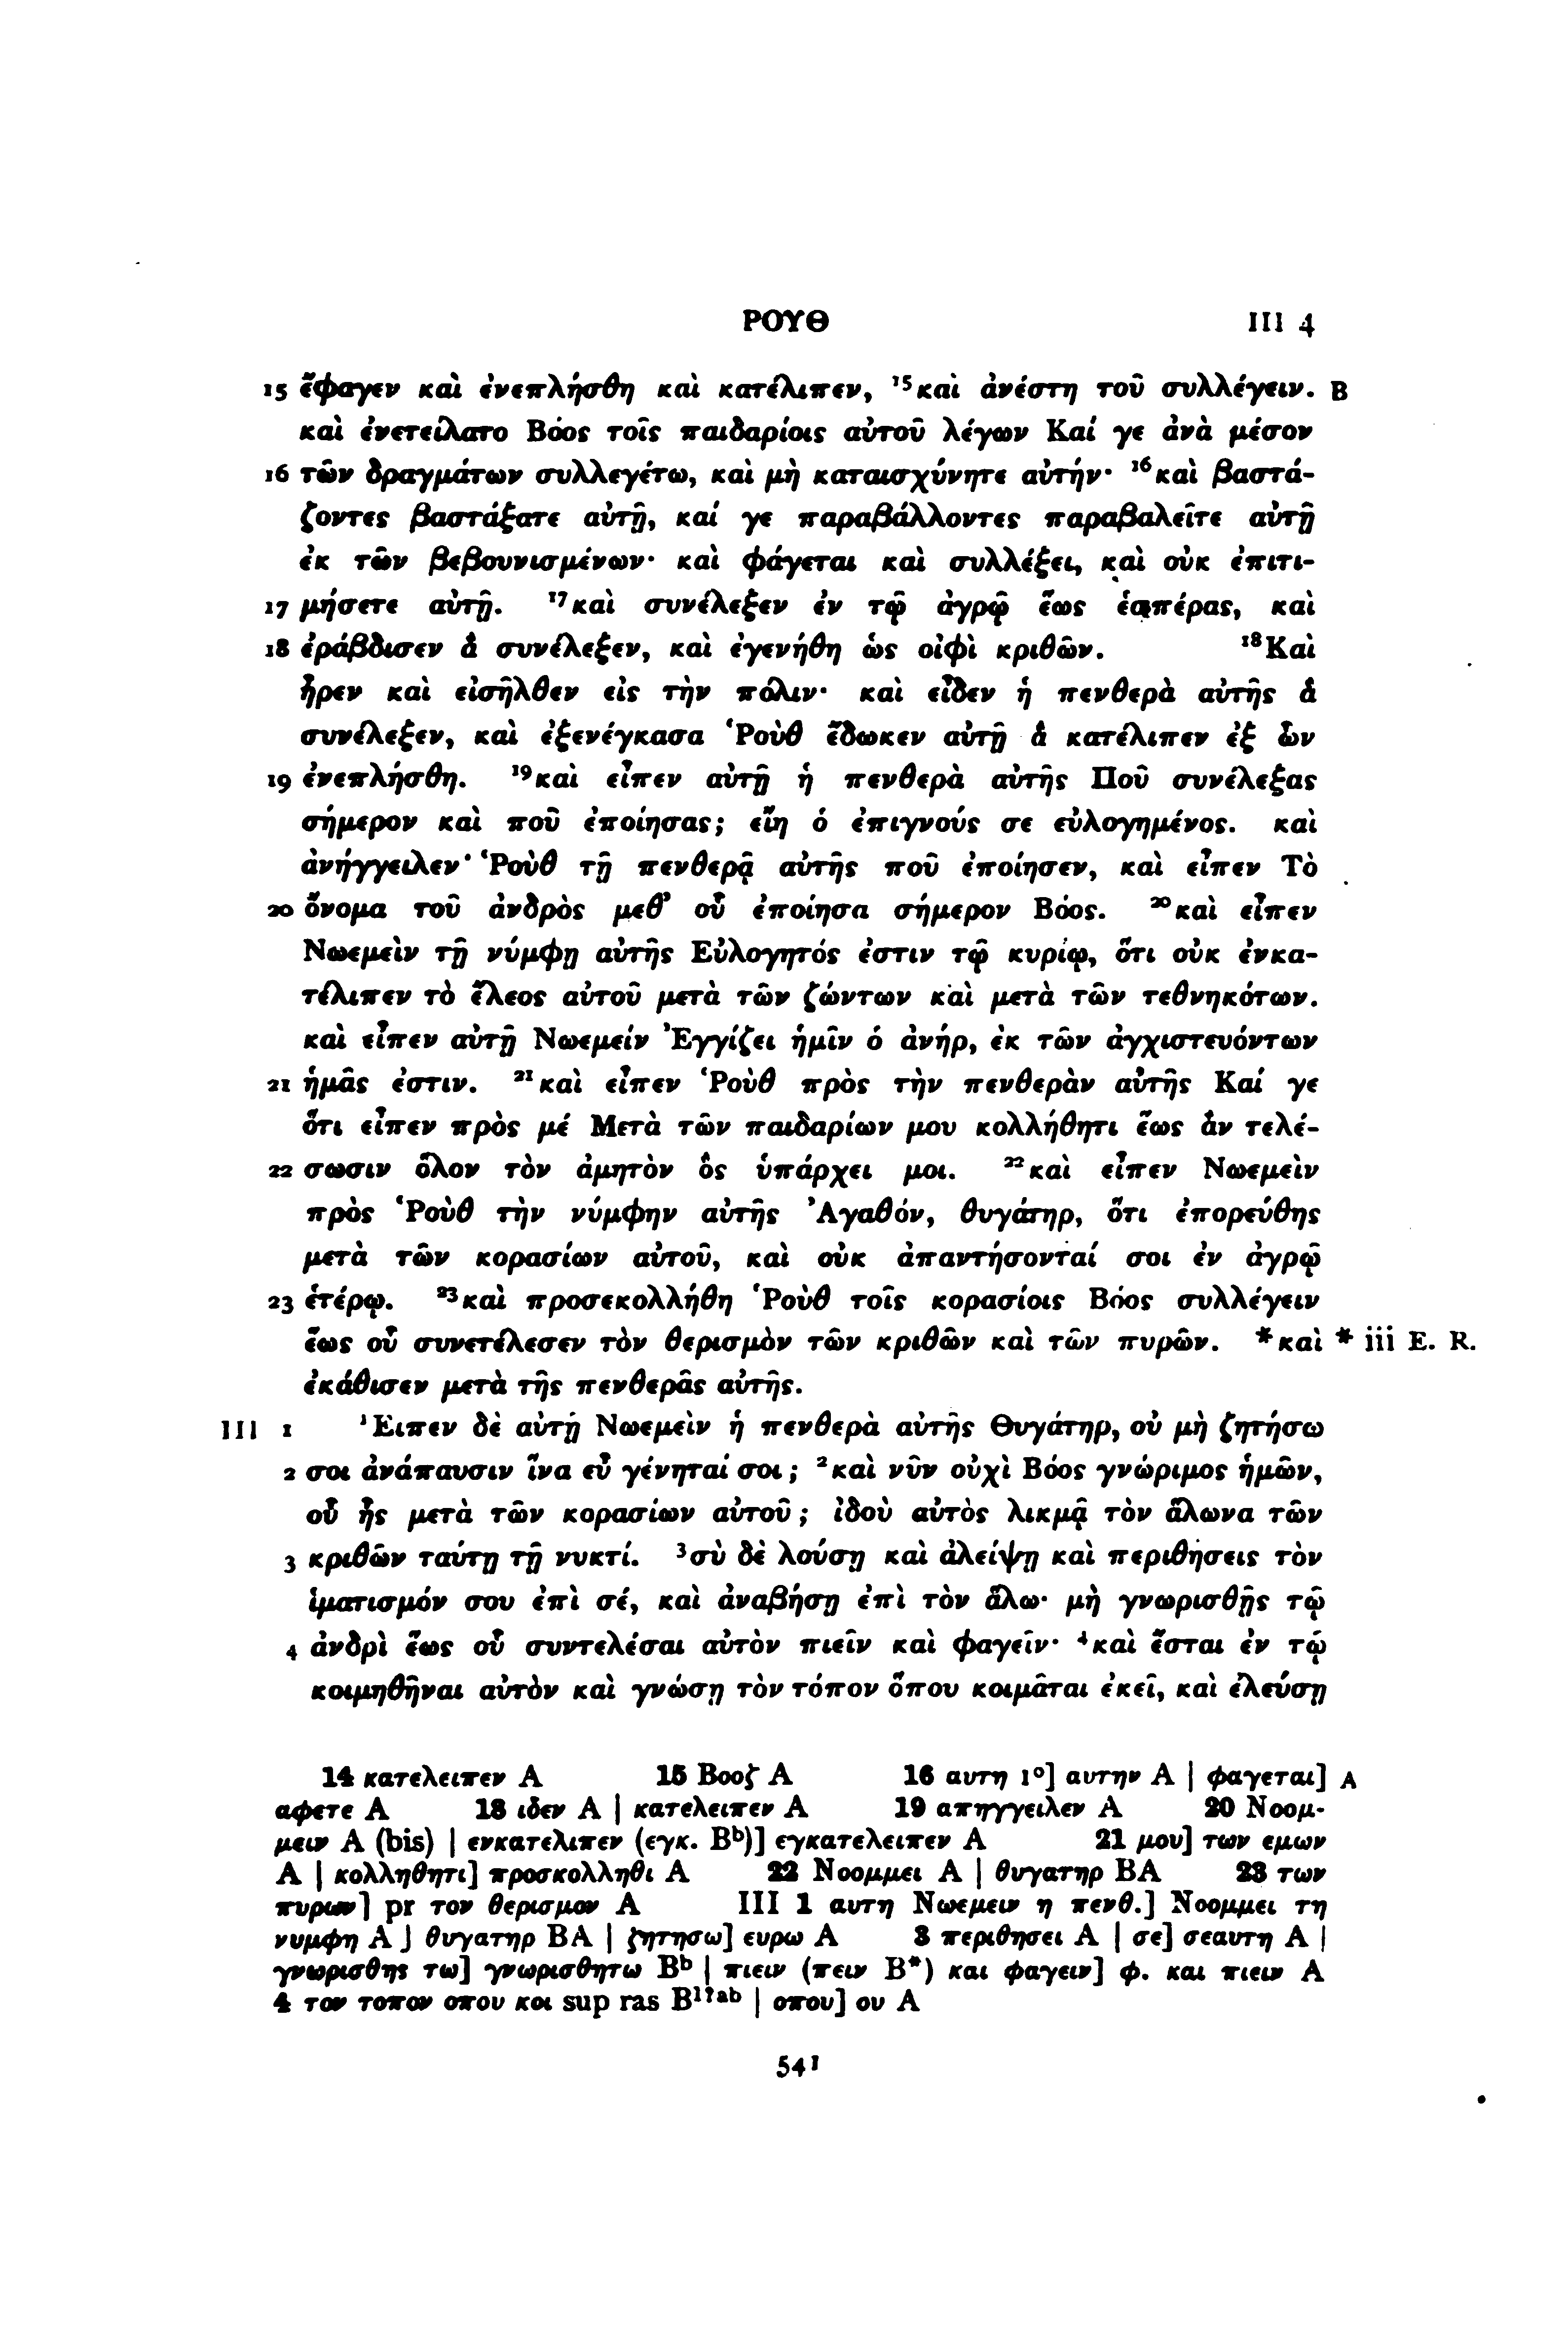 ΡΟΥΘ III 4
15 ἔφαγεν καὶ ἐνεπλήσθη καὶ κατέλιπεν, ¹⁵καὶ ἀνέστη τοῦ συλλέγειν. B
καὶ ἐνετείλατο Βόος τοῖς παιδαρίοις αὐτοῦ λέγων Καί γε ἀνὰ μέσον
16 τῶν δραγμάτων συλλεγέτω, καὶ μὴ καταισχύνητε αὐτήν· ¹⁶καὶ βαστά-
ζοντες βαστάξατε αὐτῇ, καί γε παραβάλλοντες παραβαλεῖτε αὐτῇ
ἐκ τῶν βεβουνισμένων· καὶ φάγεται καὶ συλλέξει, καὶ οὐκ ἐπιτι-
17 μήσετε αὐτῇ. ¹⁷καὶ συνέλεξεν ἐν τῷ ἀγρῷ ἕως ἑσπέρας, καὶ
18 ἐράβδισεν ἃ συνέλεξεν, καὶ ἐγενήθη ὡς οἰφὶ κριθῶν. ¹⁸Καὶ
ἦρεν καὶ εἰσῆλθεν εἰς τὴν πόλιν· καὶ εἶδεν ἡ πενθερὰ αὐτῆς ἃ
συνέλεξεν, καὶ ἐξενέγκασα Ῥοὺθ ἔδωκεν αὐτῇ ἃ κατέλιπεν ἐξ ὧν
19 ἐνεπλήσθη. ¹⁹καὶ εἶπεν αὐτῇ ἡ πενθερὰ αὐτῆς Ποῦ συνέλεξας
σήμερον καὶ ποῦ ἐποίησας; εἴη ὁ ἐπιγνούς σε εὐλογημένος. καὶ
ἀνήγγειλεν Ῥοὺθ τῇ πενθερᾷ αὐτῆς ποῦ ἐποίησεν, καὶ εἶπεν Τὸ
20 ὄνομα τοῦ ἀνδρὸς μεθ’ οὗ ἐποίησα σήμερον Βόος. ²⁰καὶ εἶπεν
Νωεμεὶν τῇ νύμφῃ αὐτῆς Εὐλογητός ἐστιν τῷ κυρίῳ, ὅτι οὐκ ἐνκα-
τέλιπεν τὸ ἔλεος αὐτοῦ μετὰ τῶν ζώντων καὶ μετὰ τῶν τεθνηκότων.
καὶ εἶπεν αὐτῇ Νωεμείν Ἐγγίζει ἡμῖν ὁ ἀνήρ, ἐκ τῶν ἀγχιστευόντων
21 ἡμᾶς ἐστιν. ²¹καὶ εἶπεν Ῥοὺθ πρὸς τὴν πενθερὰν αὐτῆς Καί γε
ὅτι εἶπεν πρὸς μέ Μετὰ τῶν παιδαρίων μου κολλήθητι ἕως ἂν τελέ-
22 σωσιν ὅλον τὸν ἀμητὸν ὃς ὑπάρχει μοι. ²²καὶ εἶπεν Νωεμεὶν
πρὸς Ῥοὺθ τὴν νύμφην αὐτῆς Ἀγαθόν, θυγάτηρ, ὅτι ἐπορεύθης
μετὰ τῶν κορασίων αὐτοῦ, καὶ οὐκ ἀπαντήσονταί σοι ἐν ἀγρῷ
23 ἑτέρῳ. ²³καὶ προσεκολλήθη Ῥοὺθ τοῖς κορασίοις Βόος συλλέγειν
ἕως οὗ συνετέλεσεν τὸν θερισμὸν τῶν κριθῶν καὶ τῶν πυρῶν. *καὶ * iii E. R.
ἐκάθισεν μετὰ τῆς πενθερᾶς αὐτῆς.
III 1 ¹Εἶπεν δὲ αὐτῇ Νωεμεὶν ἡ πενθερὰ αὐτῆς Θυγάτηρ, οὐ μὴ ζητήσω
2 σοι ἀνάπαυσιν ἵνα εὖ γένηταί σοι; ²καὶ νῦν οὐχὶ Βόος γνώριμος ἡμῶν,
οὗ ἦς μετὰ τῶν κορασίων αὐτοῦ; ἰδοὺ αὐτὸς λικμᾷ τὸν ἅλωνα τῶν
3 κριθῶν ταύτῃ τῇ νυκτί. ³σὺ δὲ λούσῃ καὶ ἀλείψῃ καὶ περιθήσεις τὸν
ἱματισμόν σου ἐπὶ σέ, καὶ ἀναβήσῃ ἐπὶ τὸν ἅλω· μὴ γνωρισθῇς τῷ
4 ἀνδρὶ ἕως οὗ συντελέσαι αὐτὸν πιεῖν καὶ φαγεῖν· ⁴καὶ ἔσται ἐν τῷ
κοιμηθῆναι αὐτὸν καὶ γνώσῃ τὸν τόπον ὅπου κοιμᾶται ἐκεῖ, καὶ ἐλεύσῃ
14 κατελειπεν A 15 Βοοζ A 16 αυτη 1°] αυτην A | φαγεται] A
αφετε A 18 ιδεν A | κατελειπεν A 19 απηγγειλεν A 20 Νοομ-
μειν A (bis) | ενκατελιπεν (εγκ. Bᵇ)] εγκατελειπεν A 21 μου] των εμων
A | κολληθητι] προσκολληθι A 22 Νοομμει A | θυγατηρ BA 23 των
πυρων] pr τον θερισμον A III 1 αυτη Νωεμειν η πενθ.] Νοομμει τη
νυμφη A | θυγατηρ BA | ζητησω] ευρω A 3 περιθησει A | σε] σεαυτη A |
γνωρισθης τω] γνωρισθητω Bᵇ | πιειν (πειν B*) και φαγειν] φ. και πιειν A
4 τον τοπον οπου κοι sup ras B¹ˀᵃᵇ | οπου] ου A
541